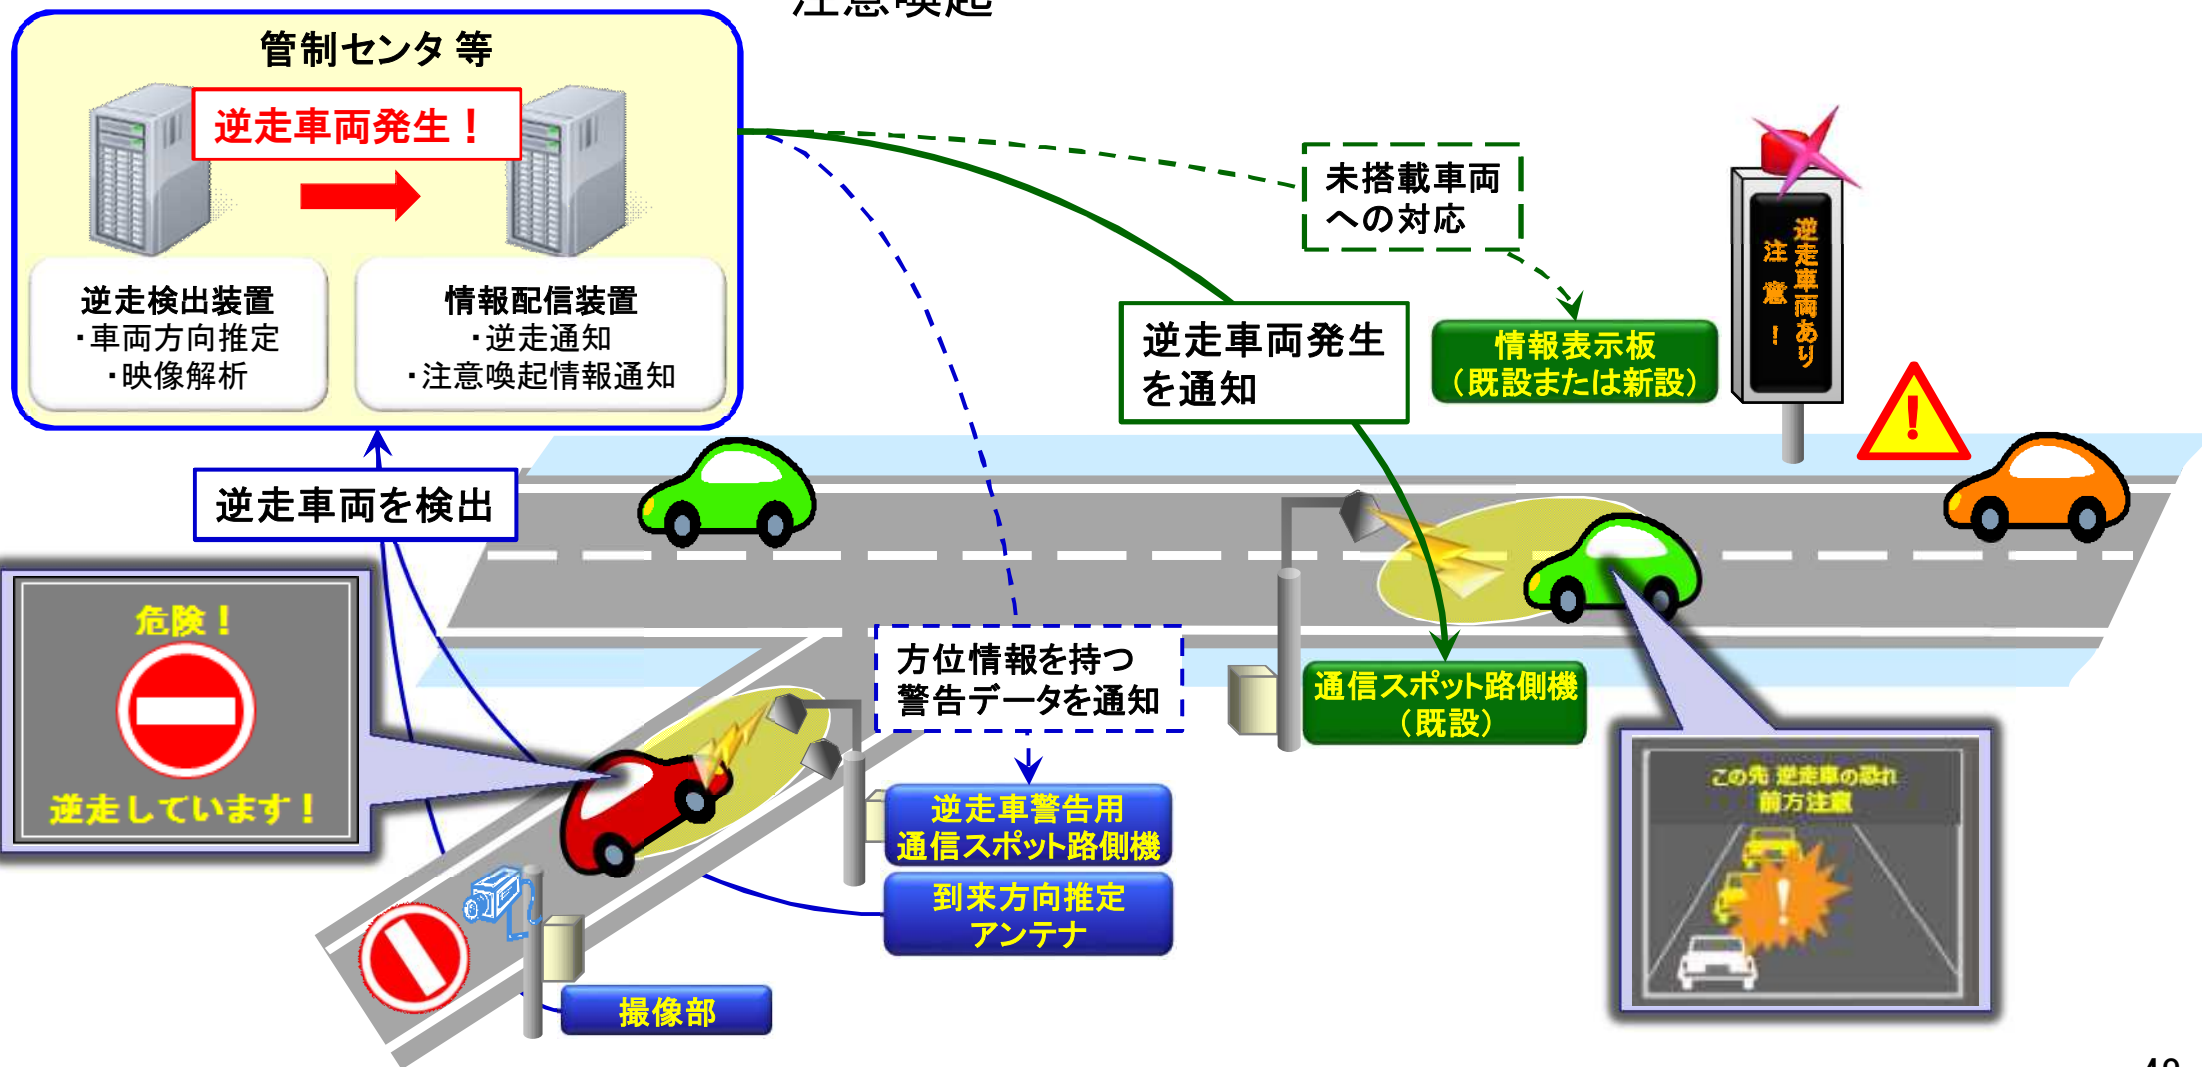 注意喚起
管制センタ 等
逆走車両発生！
逆走検出装置
・車両方向推定
・映像解析
情報配信装置
・逆走通知
・注意喚起情報通知
未搭載車両
への対応
逆走車両あり
注意！
逆走車両発生
を通知
情報表示板
（既設または新設）
!
逆走車両を検出
危険！
逆走しています！
方位情報を持つ
警告データを通知
通信スポット路側機
（既設）
この先 逆走車の恐れ
前方注意
!
逆走車警告用
通信スポット路側機
到来方向推定
アンテナ
撮像部